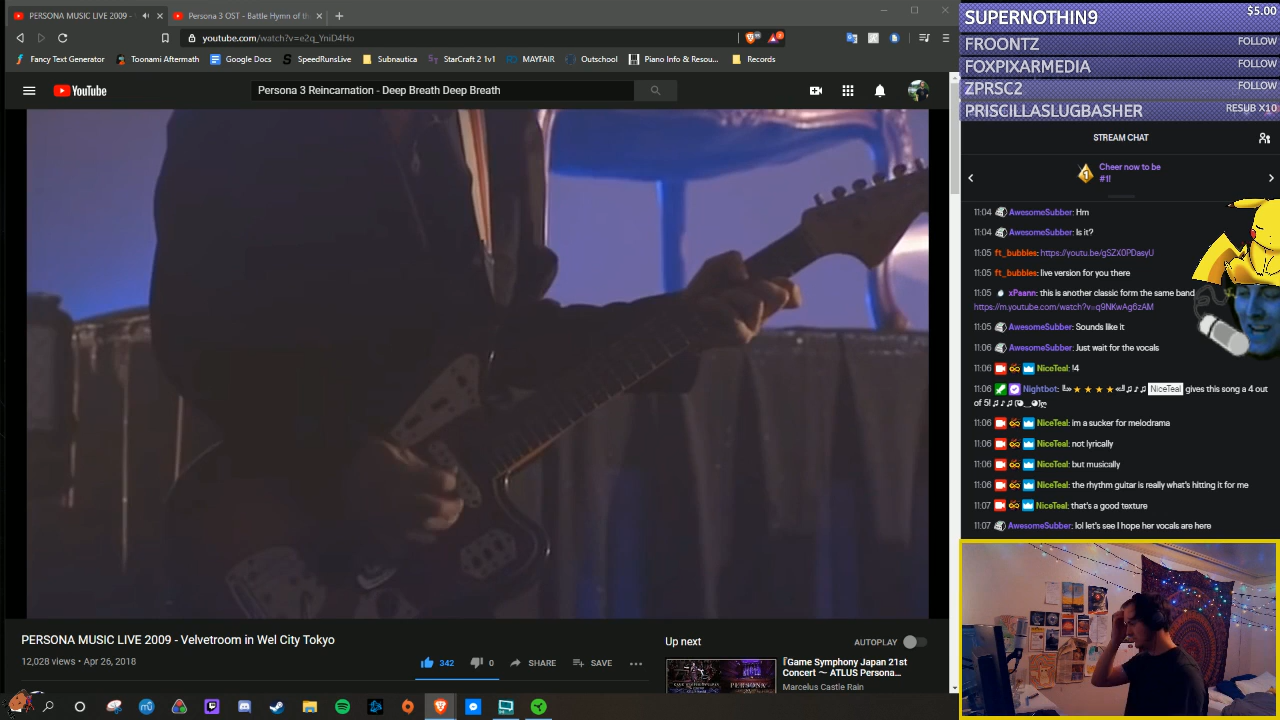 PERSONA MUSIC LIVE 2009 -
Persona 3 OST - Battle Hymn of th
youtube.com/watch?v=e2q_YniD4Ho
Fancy Text Generator
Toonami Aftermath
Google Docs
SpeedRunsLive
Subnautica
StarCraft 2 1v1
MAYFAIR
Outschool
Piano Info & Resou...
Records
YouTube
Persona 3 Reincarnation - Deep Breath Deep Breath
PERSONA MUSIC LIVE 2009 - Velvetroom in Wel City Tokyo
12,028 views • Apr 26, 2018
342
0
SHARE
SAVE
Up next
AUTOPLAY
『Game Symphony Japan 21st
Concert 〜 ATLUS Persona...
Marcelus Castle Rain
PERSONA
SUPERNOTHIN9 $5.00
FROONTZ FOLLOW
FOXPIXARMEDIA FOLLOW
ZPRSC2 FOLLOW
PRISCILLASLUGBASHER RESUB X10
STREAM CHAT
Cheer now to be
#1!
11:04 AwesomeSubber: Hm
11:04 AwesomeSubber: Is it?
11:05 ft_bubbles: https://youtu.be/gSZX0PDasyU
11:05 ft_bubbles: live version for you there
11:05 xPaann: this is another classic form the same band
https://m.youtube.com/watch?v=q9NKwAg6zAM
11:05 AwesomeSubber: Sounds like it
11:06 AwesomeSubber: Just wait for the vocals
11:06 NiceTeal: !4
11:06 Nightbot: ╚» ★ ★ ★ ★ «╝♫♪♫ NiceTeal gives this song a 4 out
of 5! ♫♪♫
11:06 NiceTeal: im a sucker for melodrama
11:06 NiceTeal: not lyrically
11:06 NiceTeal: but musically
11:06 NiceTeal: the rhythm guitar is really what's hitting it for me
11:07 NiceTeal: that's a good texture
11:07 AwesomeSubber: lol let's see I hope her vocals are here